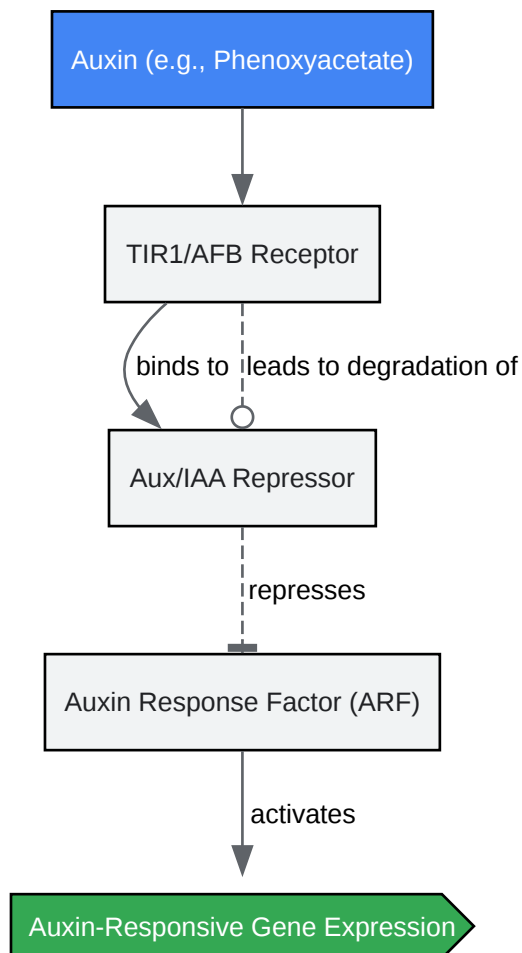 Auxin (e.g., Phenoxyacetate)
TIR1/AFB Receptor
binds to
leads to degradation of
Aux/IAA Repressor
represses
Auxin Response Factor (ARF)
activates
Auxin-Responsive Gene Expression